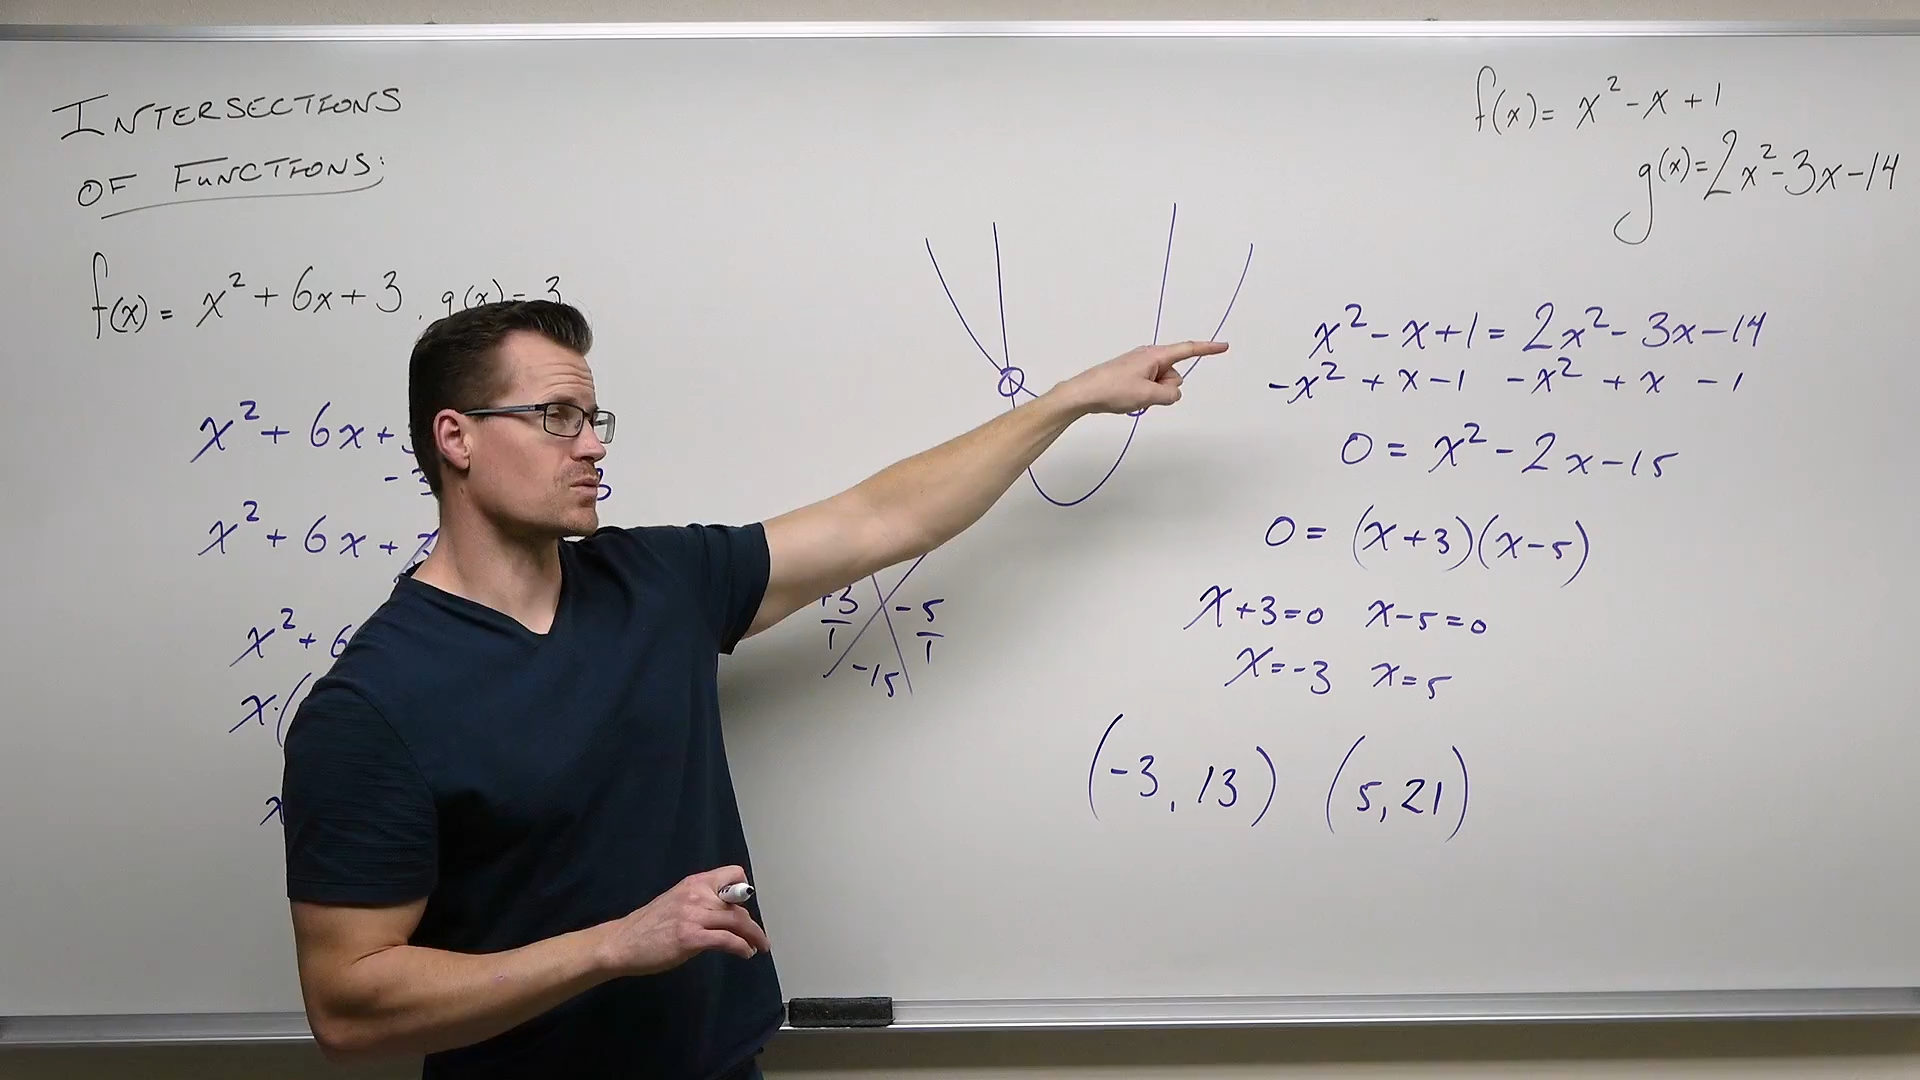 INTERSECTIONS
OF FUNCTIONS:
f(x) = x² + 6x + 3, g(x) = 3
x² + 6x +
- 3
x² + 6x +
x² + 6
x·(
x
+3/1 -5/1
-15
f(x) = x² - x + 1
g(x) = 2x² - 3x - 14
x² - x + 1 = 2x² - 3x - 14
-x² + x - 1 -x² + x - 1
0 = x² - 2x - 15
0 = (x + 3)(x - 5)
x + 3 = 0 x - 5 = 0
x = -3 x = 5
(-3, 13) (5, 21)